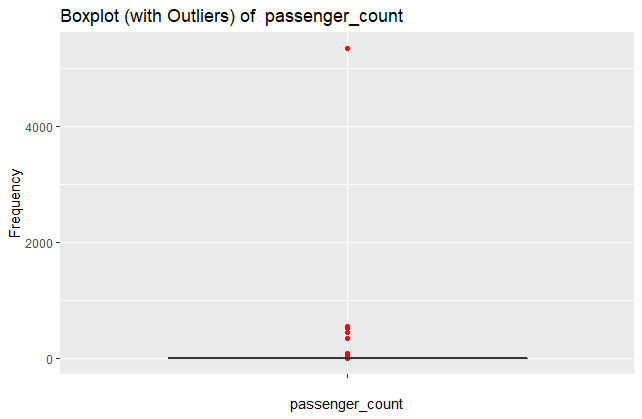 Boxplot (with Outliers) of  passenger_count
Frequency
4000
2000
0
passenger_count